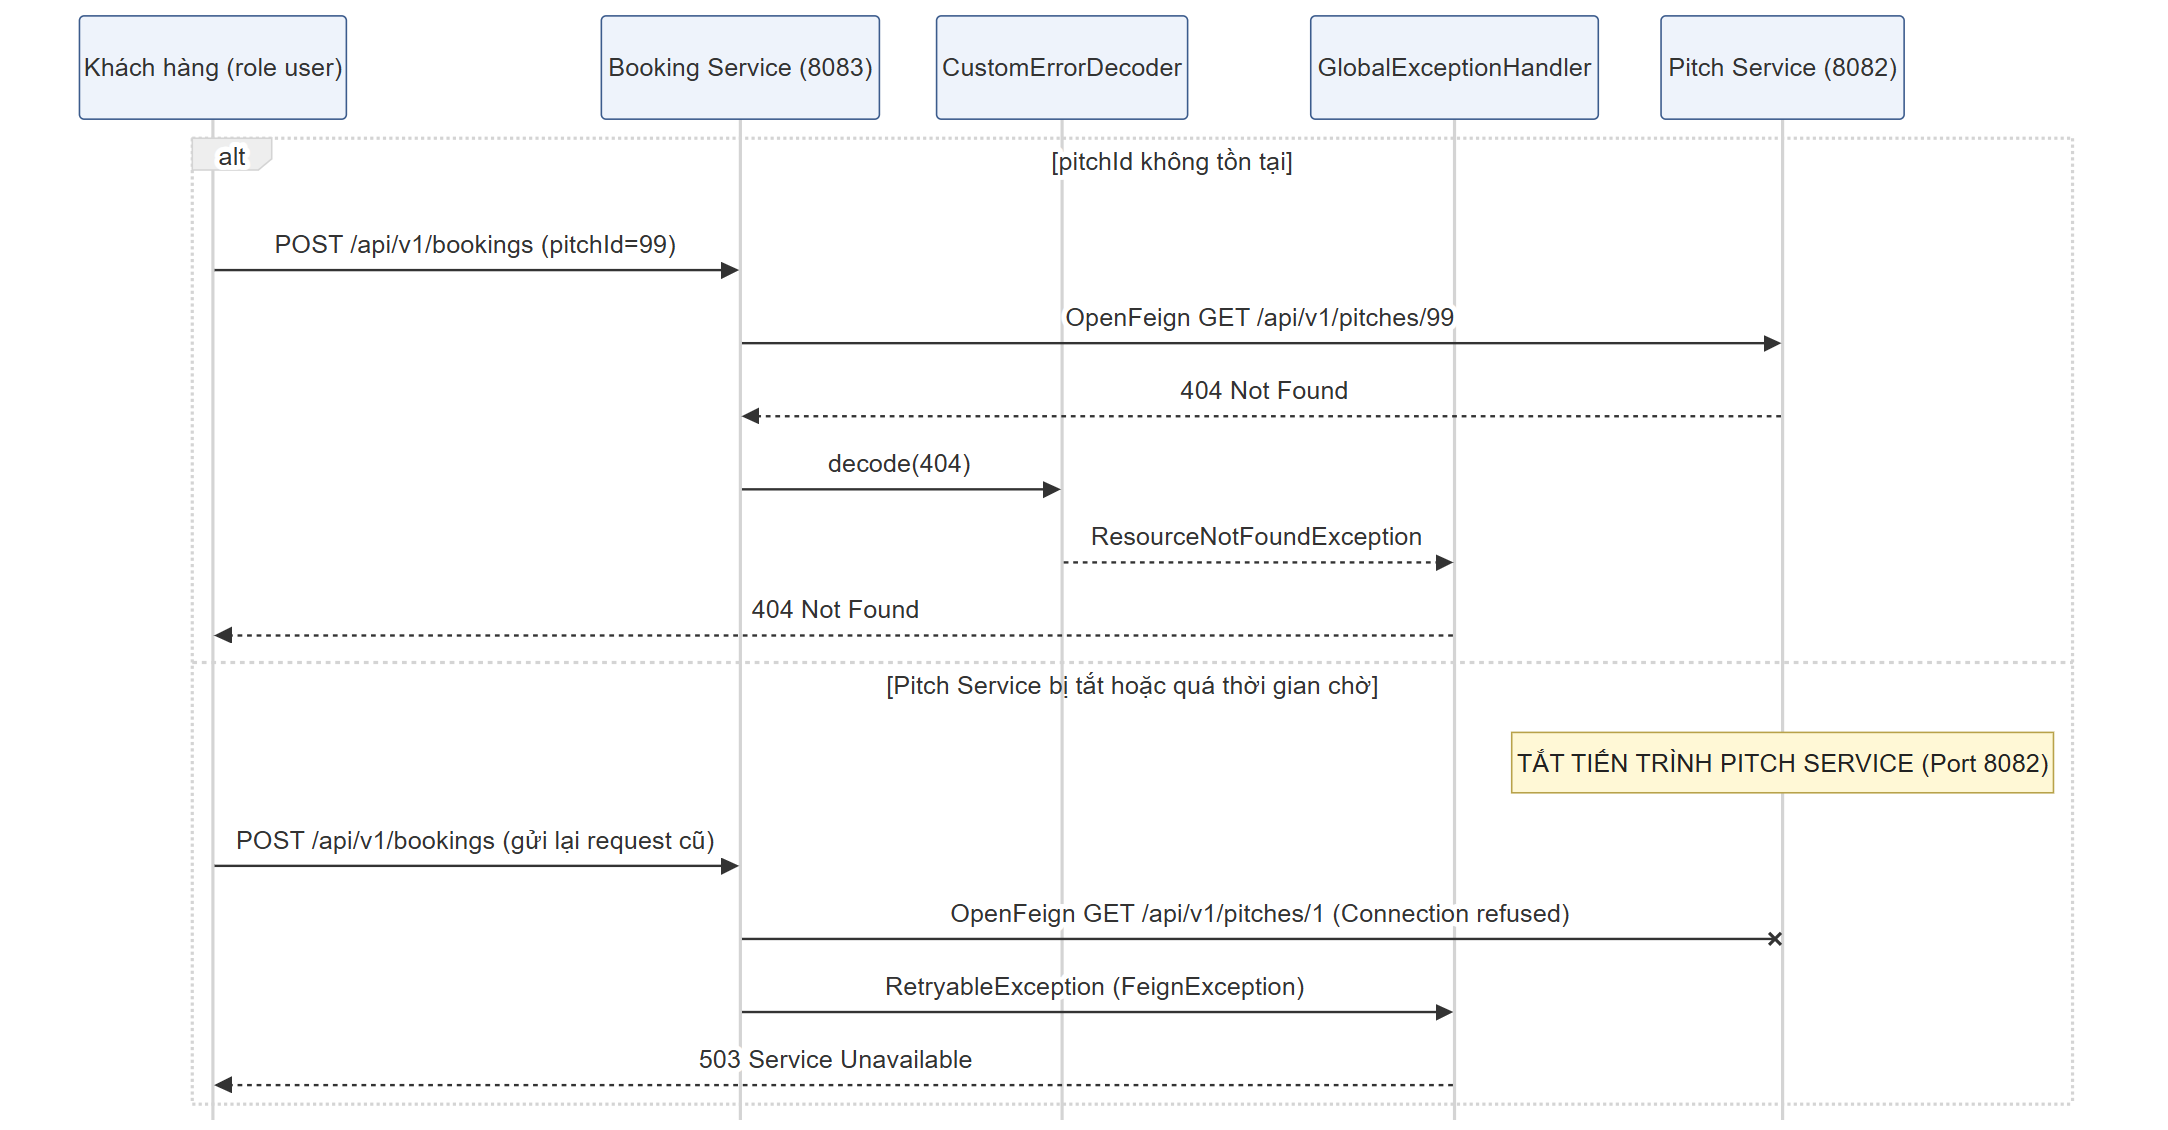 Khách hàng (role user)
Booking Service (8083)
CustomErrorDecoder
GlobalExceptionHandler
Pitch Service (8082)
alt
[pitchId không tồn tại]
POST /api/v1/bookings (pitchId=99)
OpenFeign GET /api/v1/pitches/99
404 Not Found
decode(404)
ResourceNotFoundException
404 Not Found
[Pitch Service bị tắt hoặc quá thời gian chờ]
TẮT TIẾN TRÌNH PITCH SERVICE (Port 8082)
POST /api/v1/bookings (gửi lại request cũ)
OpenFeign GET /api/v1/pitches/1 (Connection refused)
RetryableException (FeignException)
503 Service Unavailable